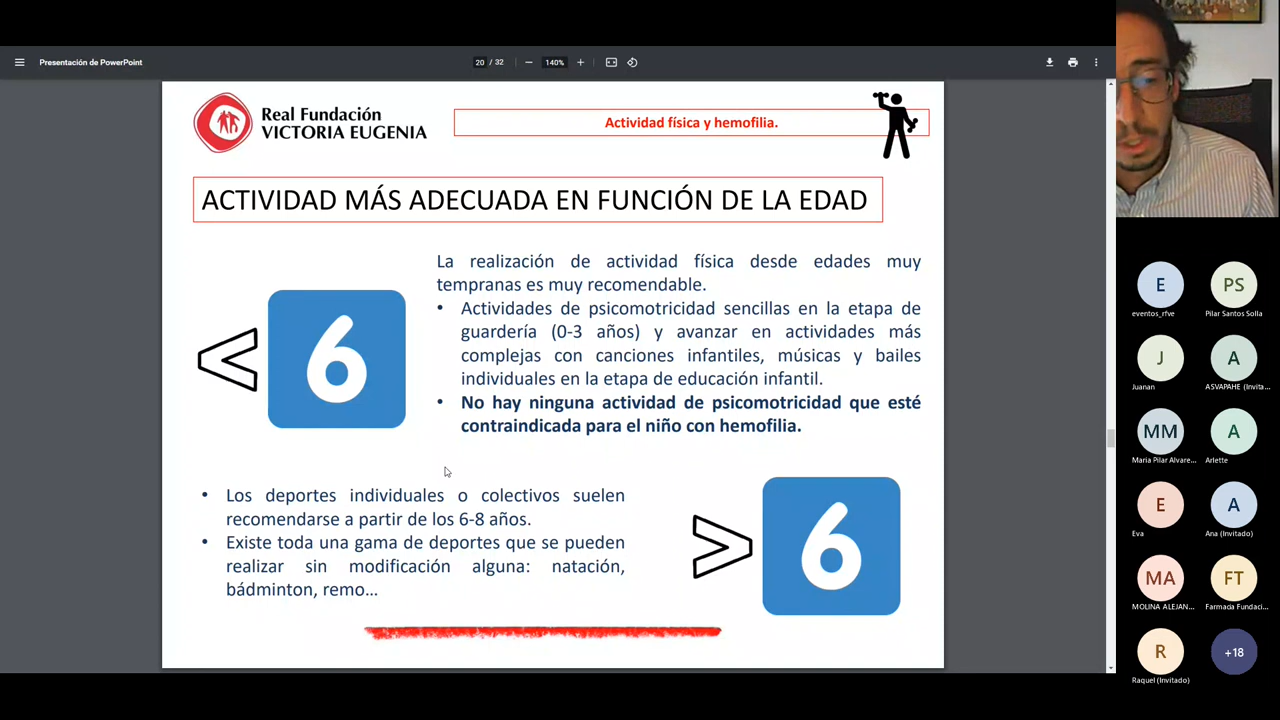 Presentación de PowerPoint
20 / 32
140%
Real Fundación
VICTORIA EUGENIA
Actividad física y hemofilia.
ACTIVIDAD MÁS ADECUADA EN FUNCIÓN DE LA EDAD
< 6
La realización de actividad física desde edades muy
tempranas es muy recomendable.
• Actividades de psicomotricidad sencillas en la etapa de
guardería (0-3 años) y avanzar en actividades más
complejas con canciones infantiles, músicas y bailes
individuales en la etapa de educación infantil.
• No hay ninguna actividad de psicomotricidad que esté
contraindicada para el niño con hemofilia.
• Los deportes individuales o colectivos suelen
recomendarse a partir de los 6-8 años.
• Existe toda una gama de deportes que se pueden
realizar sin modificación alguna: natación,
bádminton, remo...
> 6
E
eventos_rfve
PS
Pilar Santos Solla
J
Juanan
A
ASVAPAHE (Invita...
MM
Maria Pilar Alvare...
A
Arlette
E
Eva
A
Ana (Invitado)
MA
MOLINA ALEJAN...
FT
Farmada Fundaci...
R
Raquel (Invitado)
+18